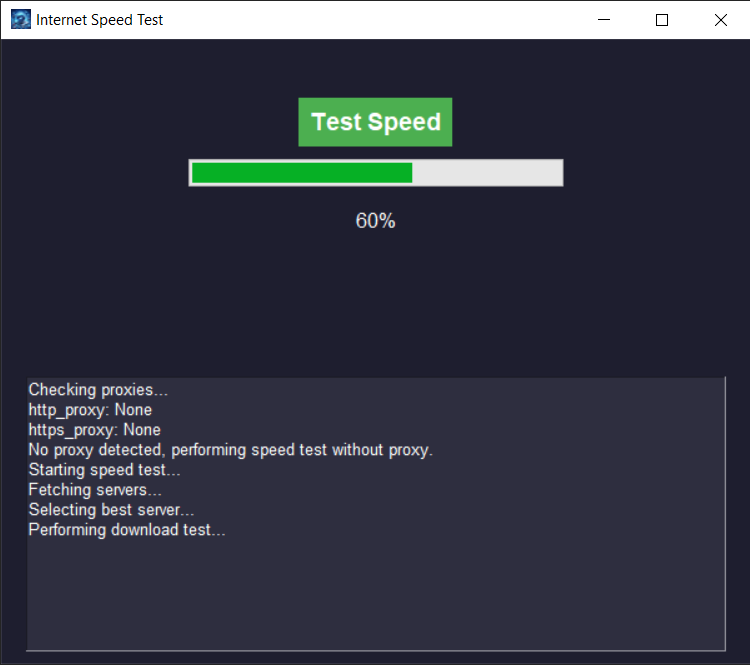 Internet Speed Test
Test Speed
60%
Checking proxies...
http_proxy: None
https_proxy: None
No proxy detected, performing speed test without proxy.
Starting speed test...
Fetching servers...
Selecting best server...
Performing download test...